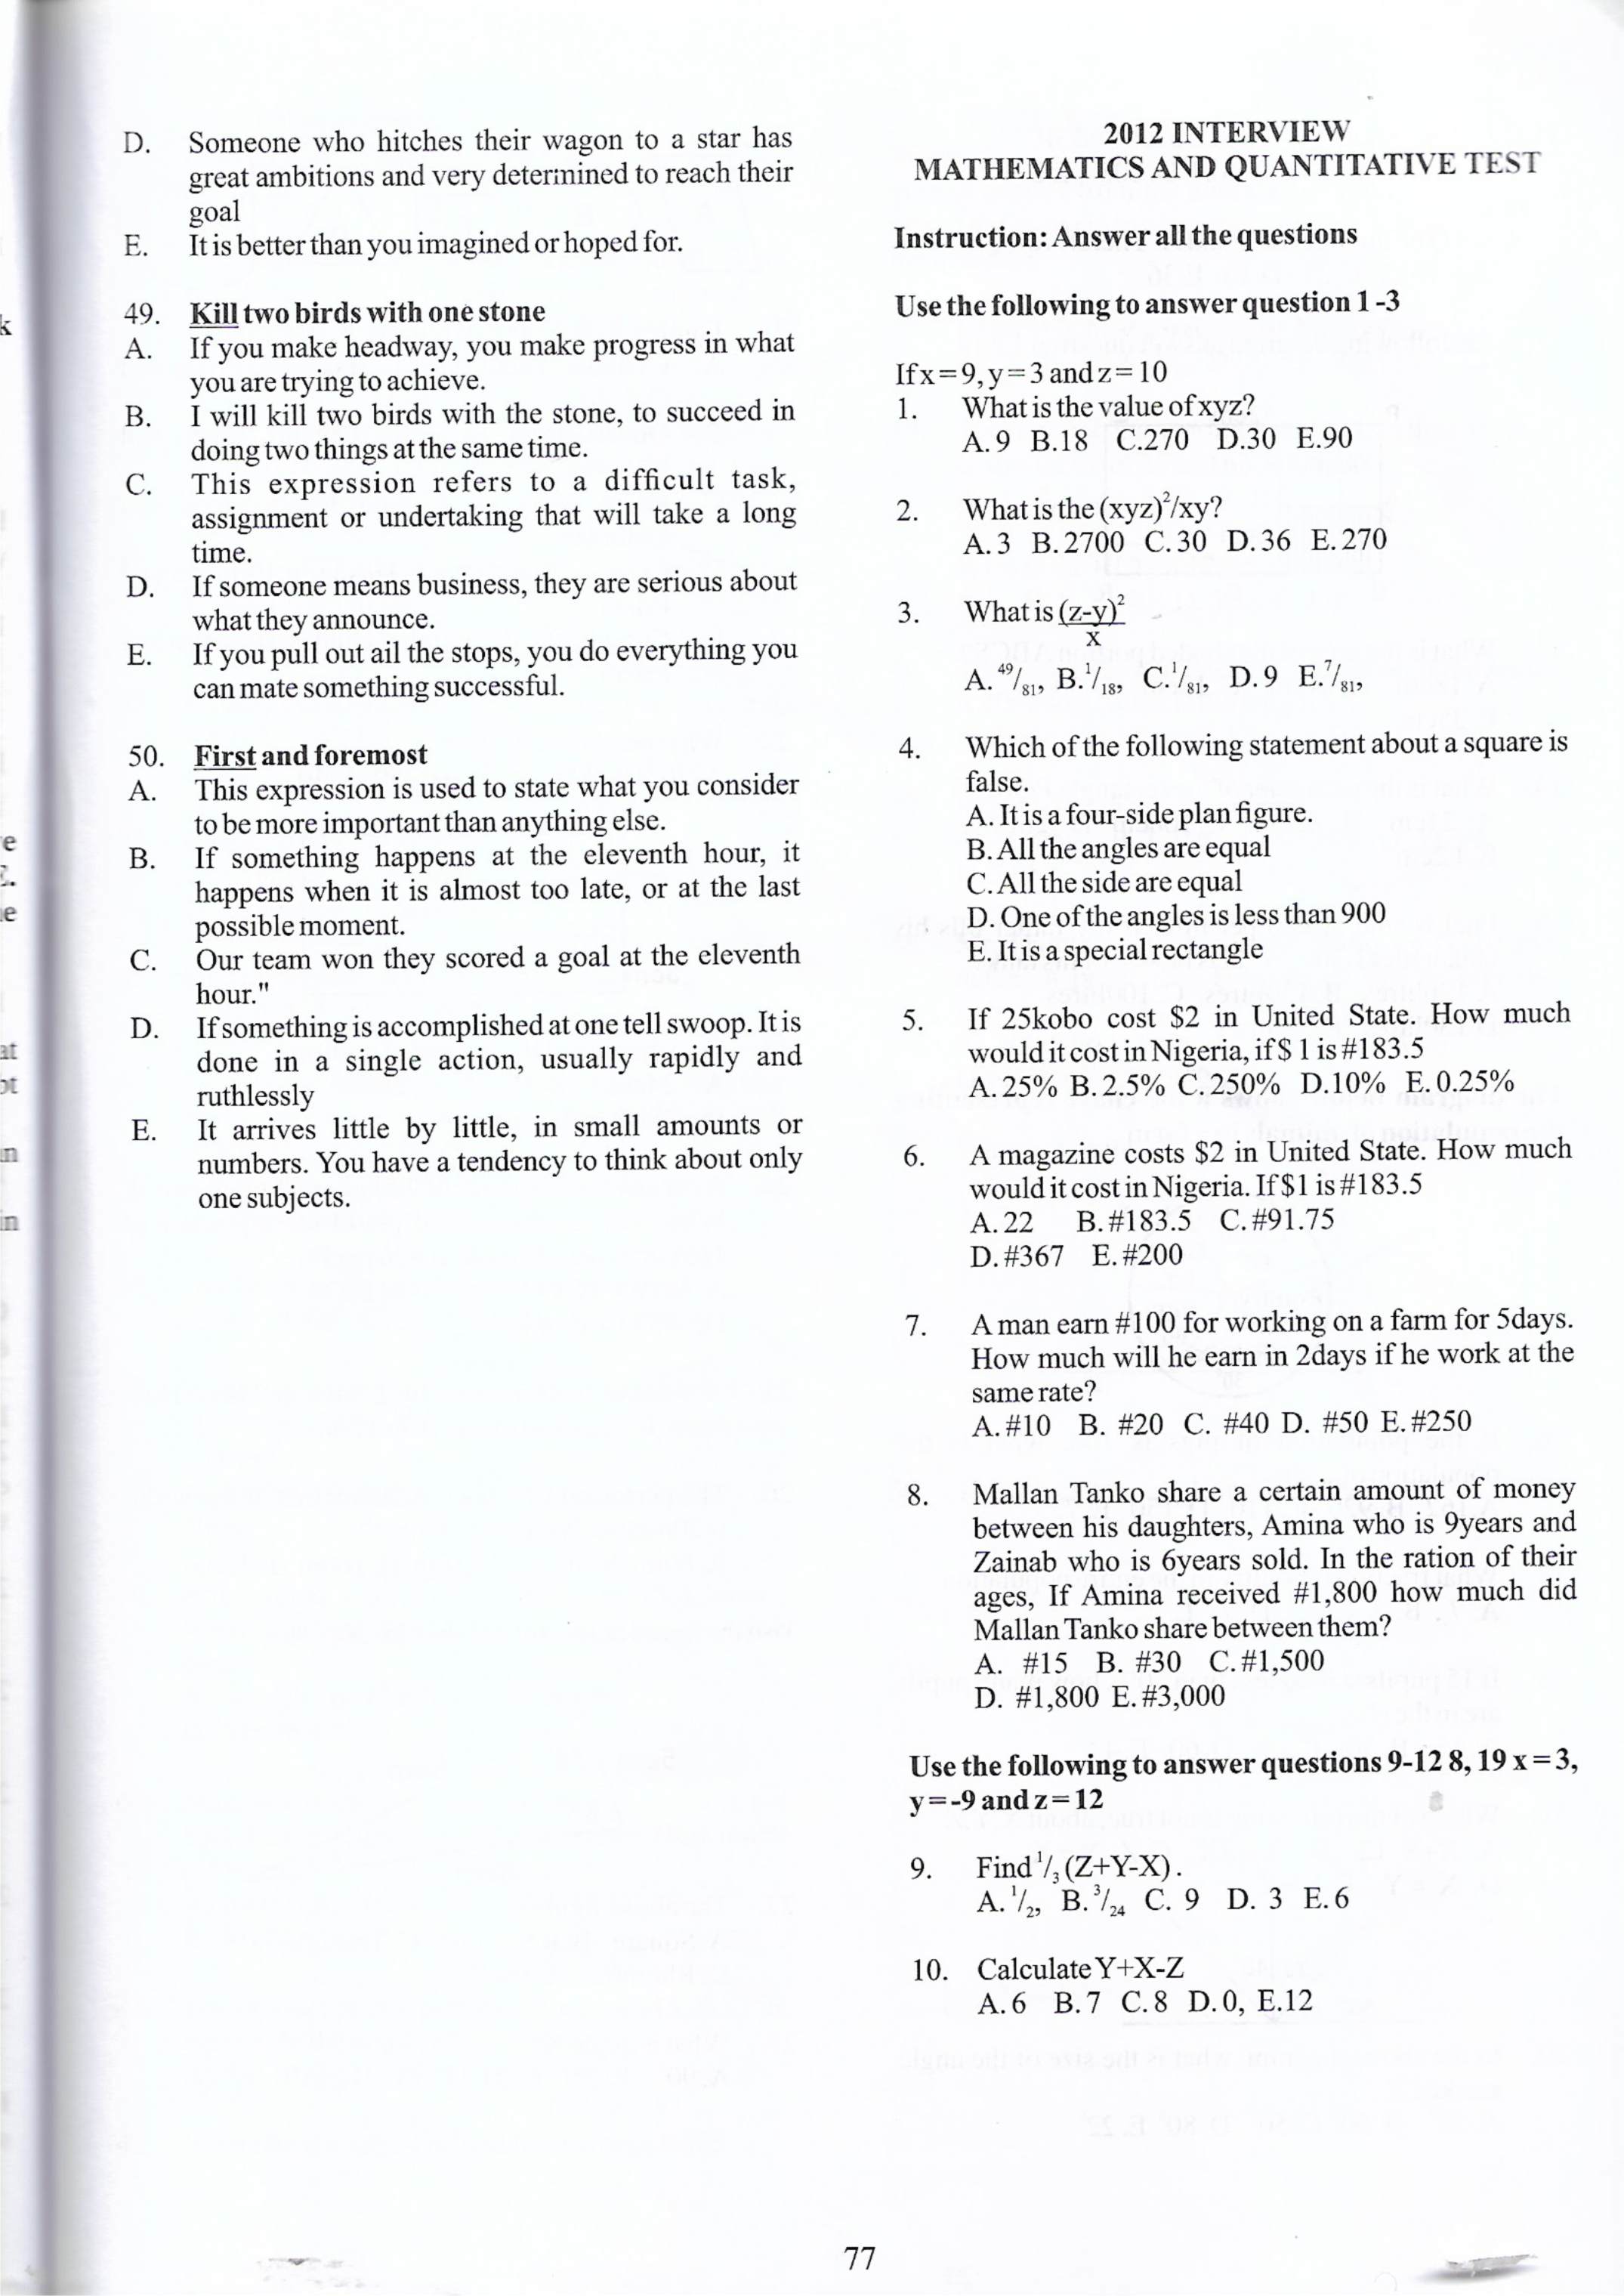 D. Someone who hitches their wagon to a star has
great ambitions and very determined to reach their
goal
E. It is better than you imagined or hoped for.
49. Kill two birds with one stone
A. If you make headway, you make progress in what
you are trying to achieve.
B. I will kill two birds with the stone, to succeed in
doing two things at the same time.
C. This expression refers to a difficult task,
assignment or undertaking that will take a long
time.
D. If someone means business, they are serious about
what they announce.
E. If you pull out ail the stops, you do everything you
can mate something successful.
50. First and foremost
A. This expression is used to state what you consider
to be more important than anything else.
B. If something happens at the eleventh hour, it
happens when it is almost too late, or at the last
possible moment.
C. Our team won they scored a goal at the eleventh
hour."
D. If something is accomplished at one tell swoop. It is
done in a single action, usually rapidly and
ruthlessly
E. It arrives little by little, in small amounts or
numbers. You have a tendency to think about only
one subjects.
2012 INTERVIEW
MATHEMATICS AND QUANTITATIVE TEST
Instruction: Answer all the questions
Use the following to answer question 1 -3
If x = 9, y = 3 and z = 10
1. What is the value of xyz?
A. 9 B.18 C.270 D.30 E.90
2. What is the (xyz)²/xy?
A. 3 B. 2700 C. 30 D. 36 E. 270
3. What is (z-y)²
x
A. ⁴⁹/₈₁, B.¹/₁₈, C.¹/₈₁, D. 9 E.⁷/₈₁,
4. Which of the following statement about a square is
false.
A. It is a four-side plan figure.
B. All the angles are equal
C. All the side are equal
D. One of the angles is less than 900
E. It is a special rectangle
5. If 25kobo cost $2 in United State. How much
would it cost in Nigeria, if $ 1 is #183.5
A. 25% B. 2.5% C. 250% D.10% E. 0.25%
6. A magazine costs $2 in United State. How much
would it cost in Nigeria. If $1 is #183.5
A. 22 B. #183.5 C. #91.75
D. #367 E. #200
7. A man earn #100 for working on a farm for 5days.
How much will he earn in 2days if he work at the
same rate?
A. #10 B. #20 C. #40 D. #50 E. #250
8. Mallan Tanko share a certain amount of money
between his daughters, Amina who is 9years and
Zainab who is 6years sold. In the ration of their
ages, If Amina received #1,800 how much did
Mallan Tanko share between them?
A. #15 B. #30 C. #1,500
D. #1,800 E. #3,000
Use the following to answer questions 9-12 8, 19 x = 3,
y = -9 and z = 12
9. Find ¹/₃ (Z+Y-X) .
A. ¹/₂, B. ³/₂₄ C. 9 D. 3 E. 6
10. Calculate Y+X-Z
A. 6 B. 7 C. 8 D. 0, E.12
77